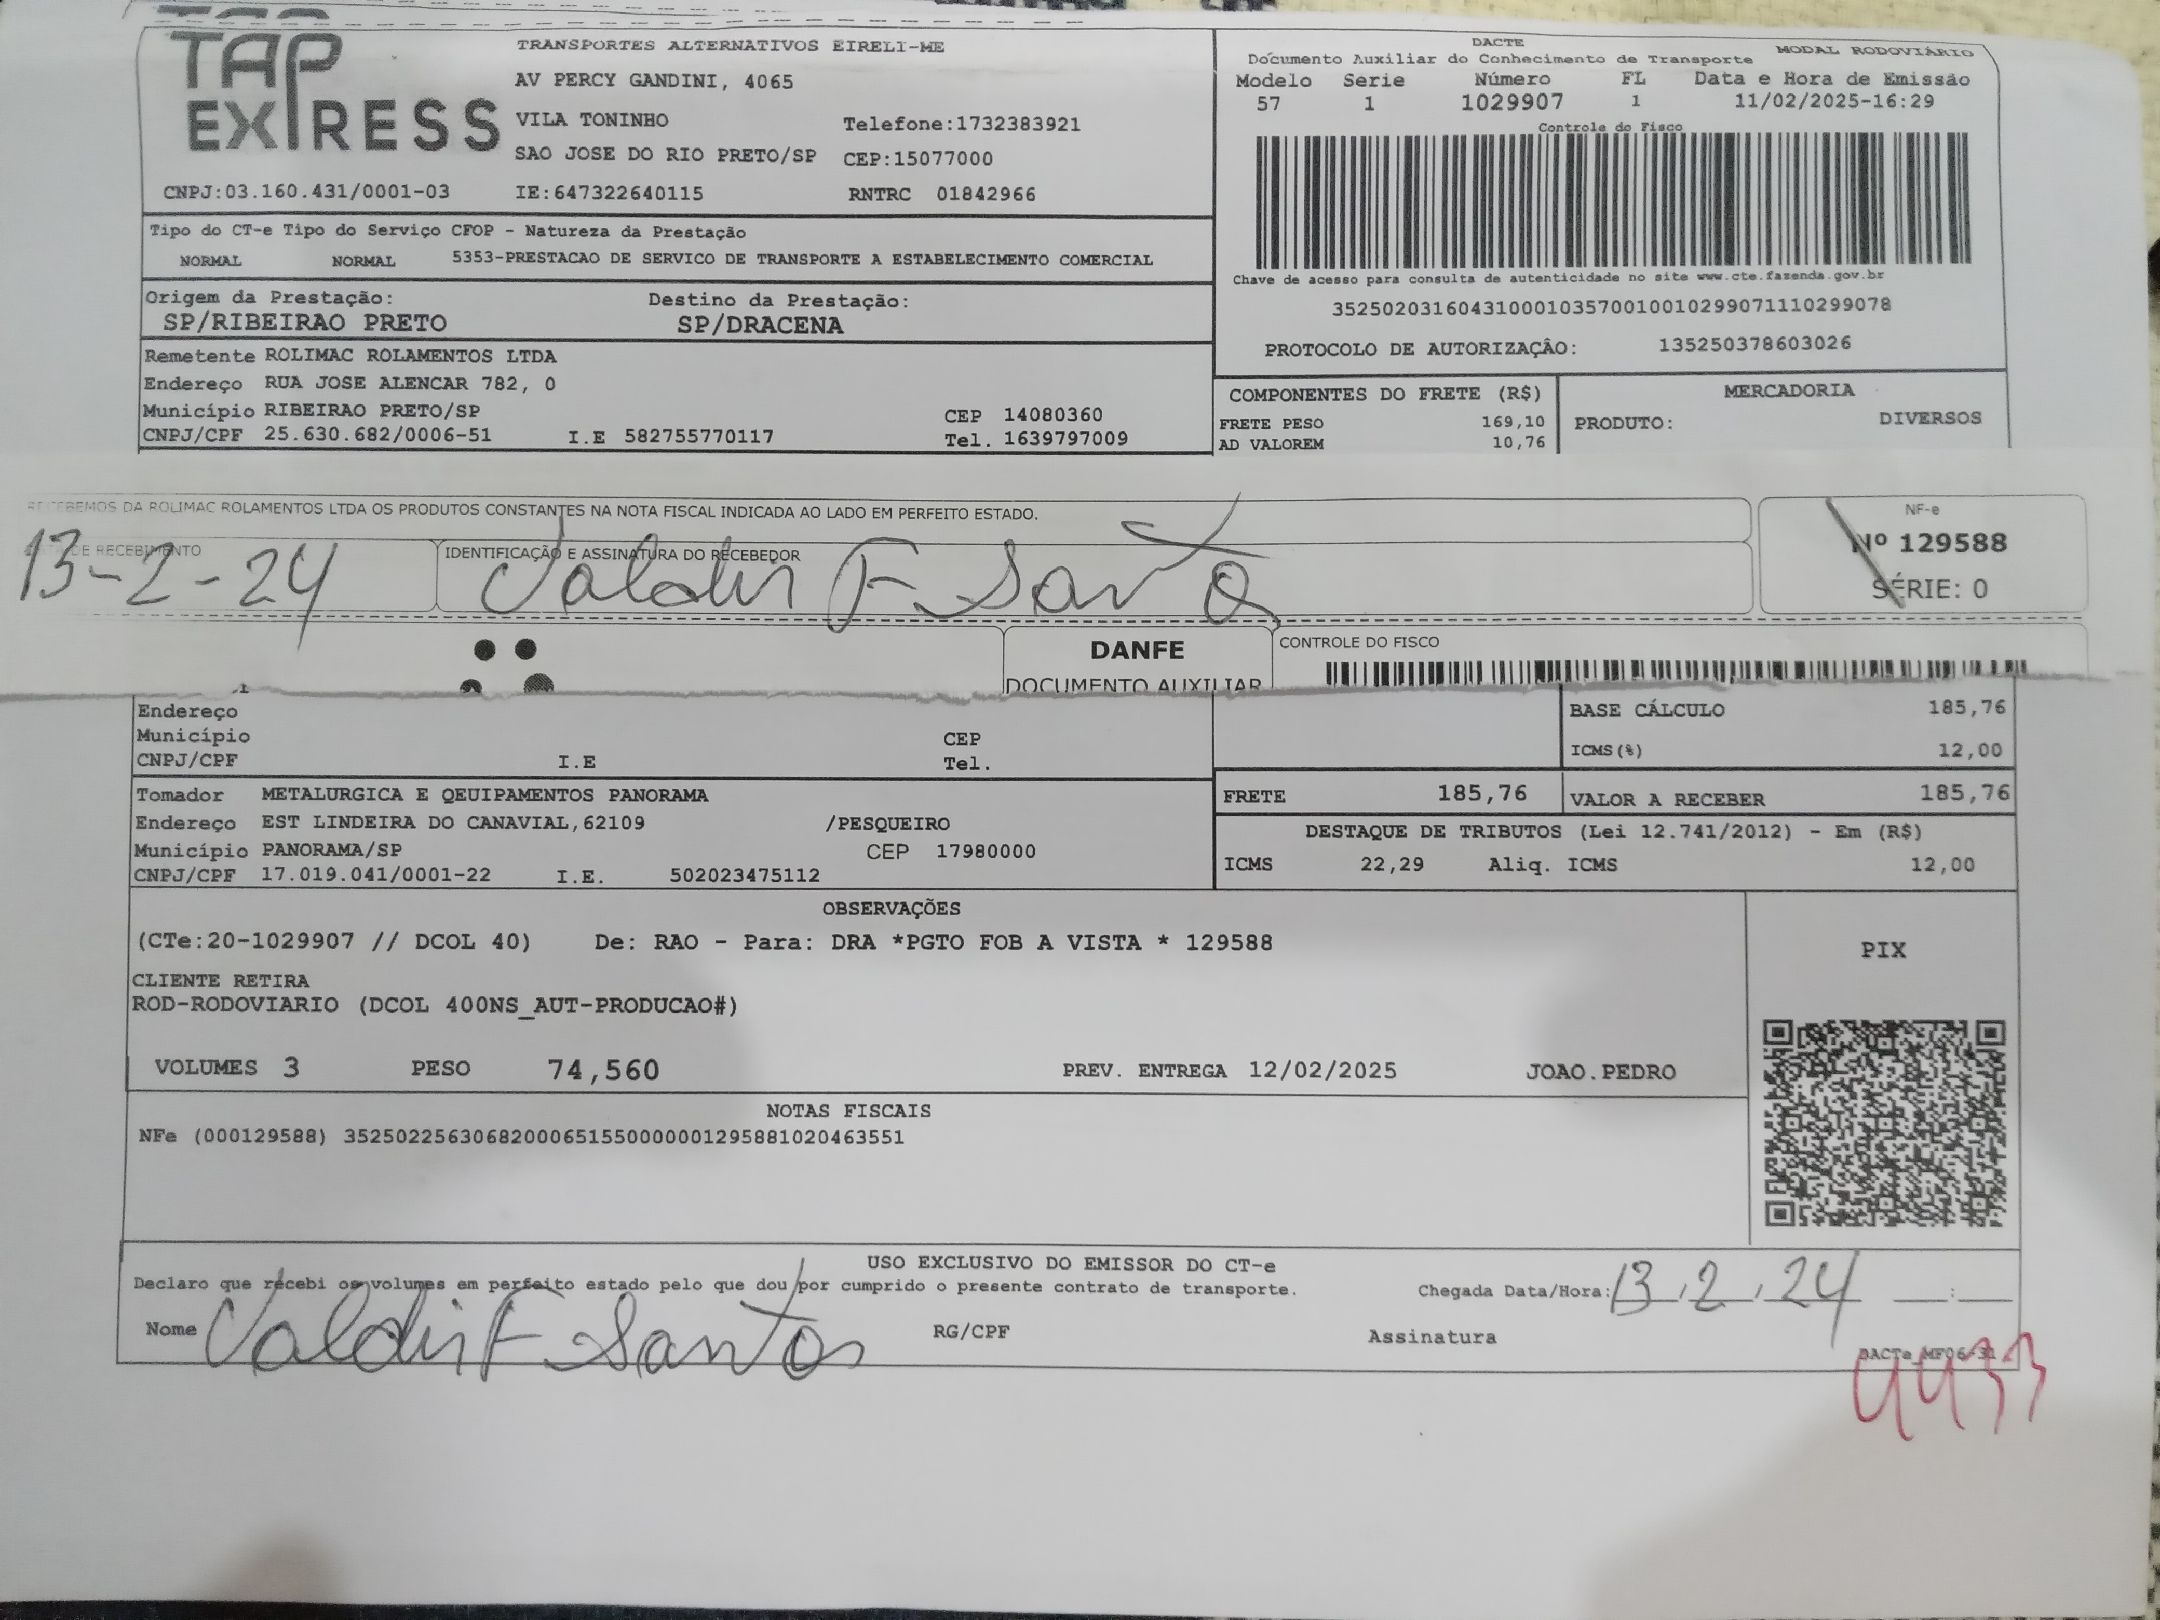 TAP
EXPRESS
TRANSPORTES ALTERNATIVOS EIRELI-ME
AV PERCY GANDINI, 4065
VILA TONINHO
Telefone:1732383921
SAO JOSE DO RIO PRETO/SP CEP:15077000
CNPJ:03.160.431/0001-03 IE:647322640115 RNTRC 01842966
DACTE
MODAL RODOVIÁRIO
Documento Auxiliar do Conhecimento de Transporte
Modelo Serie Número FL Data e Hora de Emissão
57 1 1029907 1 11/02/2025-16:29
Controle do Fisco
Chave de acesso para consulta de autenticidade no site www.cte.fazenda.gov.br
35250203160431000103570010010299071110299078
PROTOCOLO DE AUTORIZAÇÃO: 135250378603026
Tipo do CT-e Tipo do Serviço CFOP - Natureza da Prestação
NORMAL NORMAL 5353-PRESTACAO DE SERVICO DE TRANSPORTE A ESTABELECIMENTO COMERCIAL
Origem da Prestação: Destino da Prestação:
SP/RIBEIRAO PRETO SP/DRACENA
Remetente ROLIMAC ROLAMENTOS LTDA
Endereço RUA JOSE ALENCAR 782, 0
Município RIBEIRAO PRETO/SP CEP 14080360
CNPJ/CPF 25.630.682/0006-51 I.E 582755770117 Tel. 1639797009
COMPONENTES DO FRETE (R$) MERCADORIA
FRETE PESO 169,10 PRODUTO: DIVERSOS
AD VALOREM 10,76
RECEBEMOS DA ROLIMAC ROLAMENTOS LTDA OS PRODUTOS CONSTANTES NA NOTA FISCAL INDICADA AO LADO EM PERFEITO ESTADO.
NF-e
Nº 129588
SÉRIE: 0
DE RECEBIMENTO IDENTIFICAÇÃO E ASSINATURA DO RECEBEDOR
13-2-24 Valdir F Santo
DANFE CONTROLE DO FISCO
DOCUMENTO AUXILIAR
Endereço
Município CEP
CNPJ/CPF I.E Tel.
BASE CÁLCULO 185,76
ICMS(%) 12,00
Tomador METALURGICA E QEUIPAMENTOS PANORAMA
Endereço EST LINDEIRA DO CANAVIAL,62109 /PESQUEIRO
Município PANORAMA/SP CEP 17980000
CNPJ/CPF 17.019.041/0001-22 I.E. 502023475112
FRETE 185,76 VALOR A RECEBER 185,76
DESTAQUE DE TRIBUTOS (Lei 12.741/2012) - Em (R$)
ICMS 22,29 Aliq. ICMS 12,00
OBSERVAÇÕES
(CTe:20-1029907 // DCOL 40) De: RAO - Para: DRA *PGTO FOB A VISTA * 129588
CLIENTE RETIRA
ROD-RODOVIARIO (DCOL 400NS_AUT-PRODUCAO#)
PIX
VOLUMES 3 PESO 74,560 PREV. ENTREGA 12/02/2025 JOAO.PEDRO
NOTAS FISCAIS
NFe (000129588) 35250225630682000651550000001295881020463551
USO EXCLUSIVO DO EMISSOR DO CT-e
Declaro que recebi os volumes em perfeito estado pelo que dou por cumprido o presente contrato de transporte.
Chegada Data/Hora: 13/2/24 __:__
Nome Valdir F Santos RG/CPF Assinatura
DACTe_MF06/31